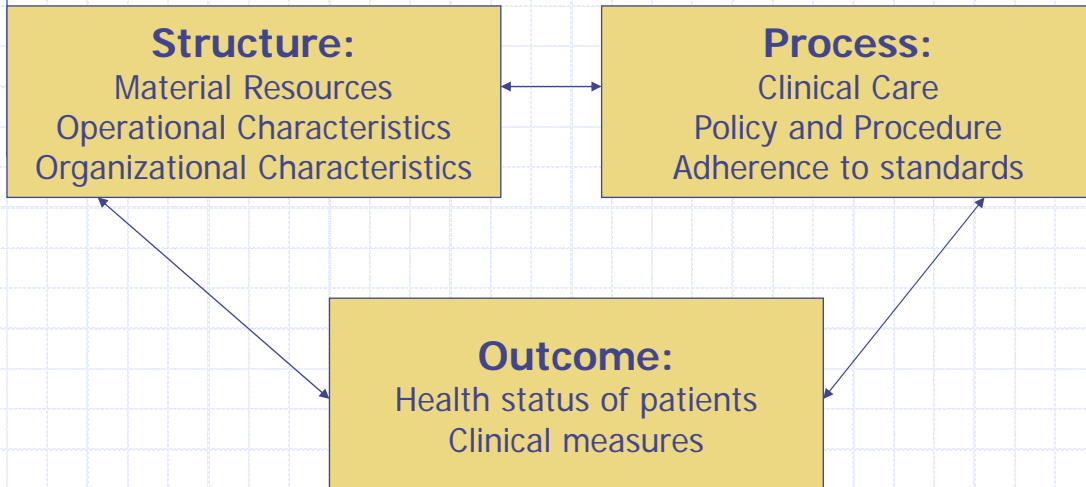 Structure:
Material Resources
Operational Characteristics
Organizational Characteristics
Process:
Clinical Care
Policy and Procedure
Adherence to standards
Outcome:
Health status of patients
Clinical measures